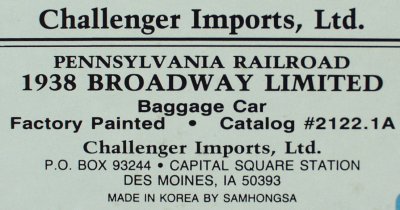 Challenger Imports, Ltd.
PENNSYLVANIA RAILROAD
1938 BROADWAY LIMITED
Baggage Car
Factory Painted • Catalog #2122.1A
Challenger Imports, Ltd.
P.O. BOX 93244 • CAPITAL SQUARE STATION
DES MOINES, IA 50393
MADE IN KOREA BY SAMHONGSA